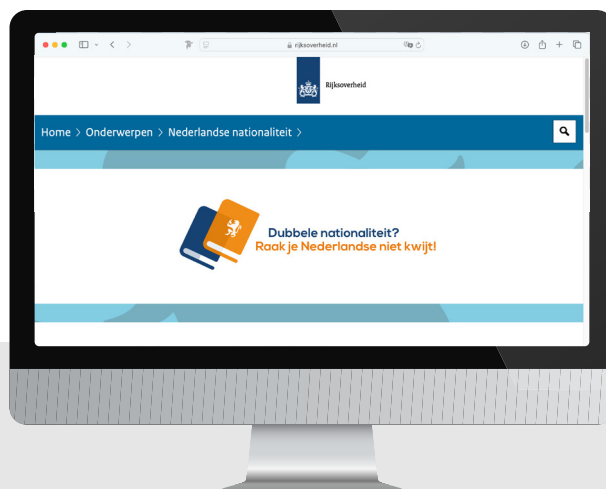 rijksoverheid.nl
Rijksoverheid
Home > Onderwerpen > Nederlandse nationaliteit >
Dubbele nationaliteit?
Raak je Nederlandse niet kwijt!